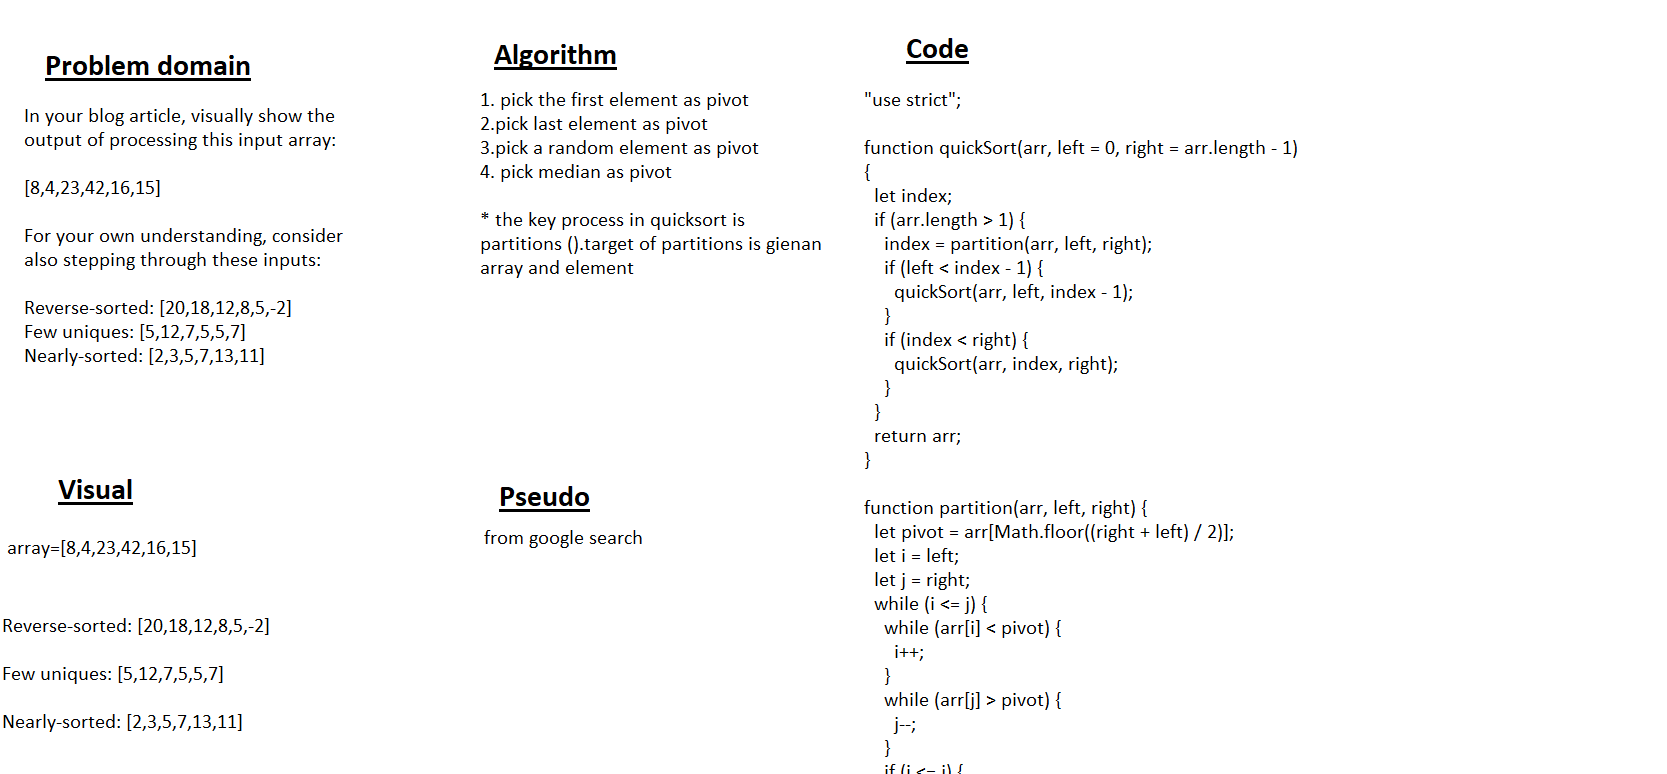 Problem domain
In your blog article, visually show the
output of processing this input array:
[8,4,23,42,16,15]
For your own understanding, consider
also stepping through these inputs:
Reverse-sorted: [20,18,12,8,5,-2]
Few uniques: [5,12,7,5,5,7]
Nearly-sorted: [2,3,5,7,13,11]
Visual
array=[8,4,23,42,16,15]
Reverse-sorted: [20,18,12,8,5,-2]
Few uniques: [5,12,7,5,5,7]
Nearly-sorted: [2,3,5,7,13,11]
Algorithm
1. pick the first element as pivot
2.pick last element as pivot
3.pick a random element as pivot
4. pick median as pivot
* the key process in quicksort is
partitions ().target of partitions is gienan
array and element
Pseudo
from google search
Code
"use strict";
function quickSort(arr, left = 0, right = arr.length - 1)
{
let index;
if (arr.length > 1) {
index = partition(arr, left, right);
if (left < index - 1) {
quickSort(arr, left, index - 1);
}
if (index < right) {
quickSort(arr, index, right);
}
}
return arr;
}
function partition(arr, left, right) {
let pivot = arr[Math.floor((right + left) / 2)];
let i = left;
let j = right;
while (i <= j) {
while (arr[i] < pivot) {
i++;
}
while (arr[j] > pivot) {
j--;
}
if (i <= j) {